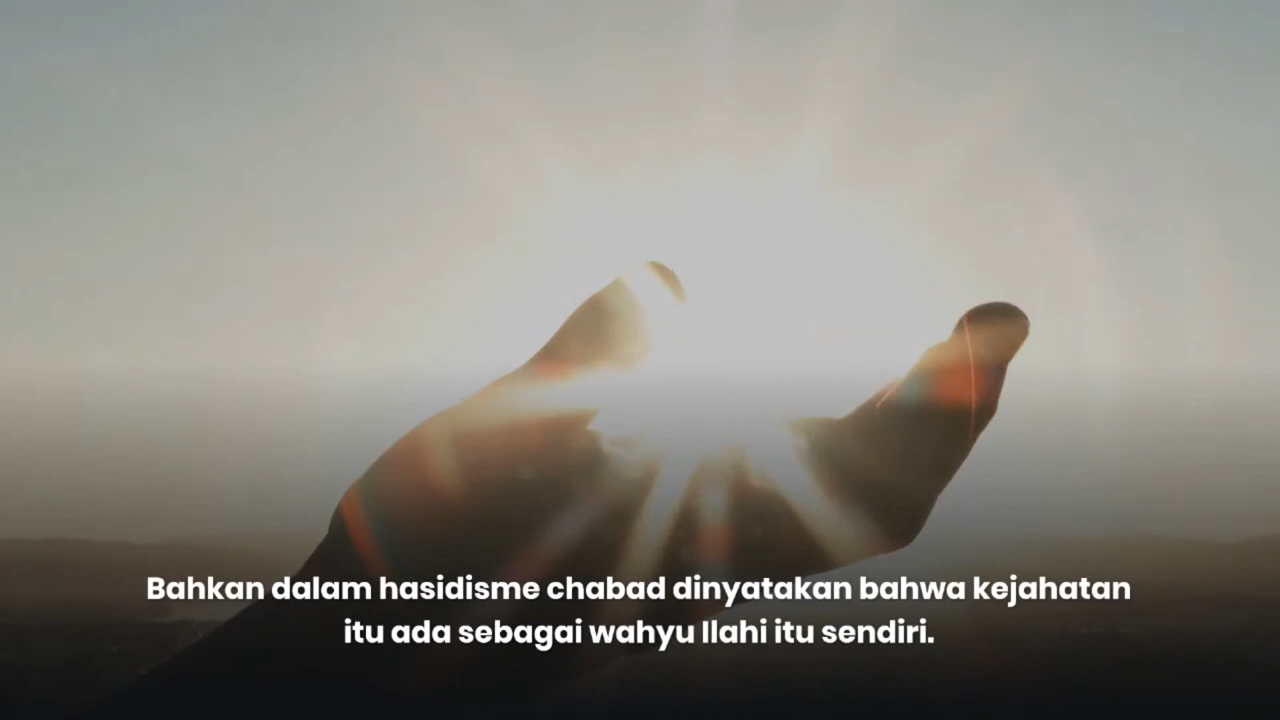 Bahkan dalam hasidisme chabad dinyatakan bahwa kejahatan
itu ada sebagai wahyu Ilahi itu sendiri.